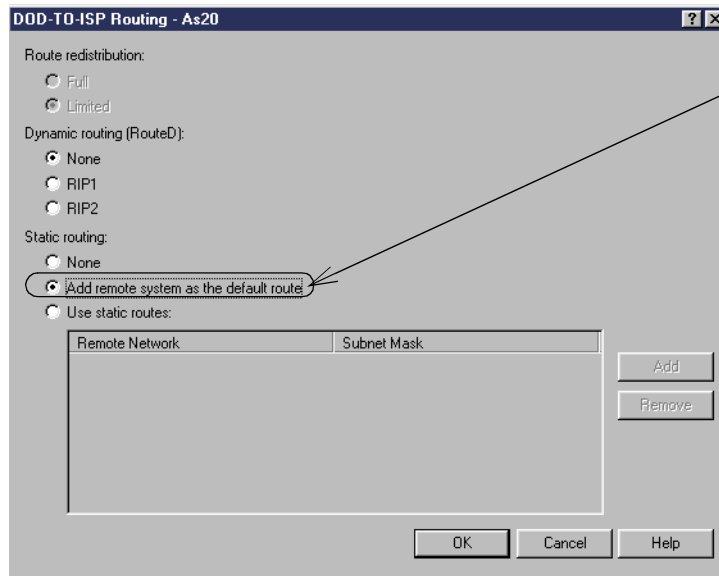 DOD-TO-ISP Routing - As20
Route redistribution:
Full
Limited
Dynamic routing (RouteD):
None
RIP1
RIP2
Static routing:
None
Add remote system as the default route
Use static routes:
Remote Network Subnet Mask
Add
Remove
OK Cancel Help